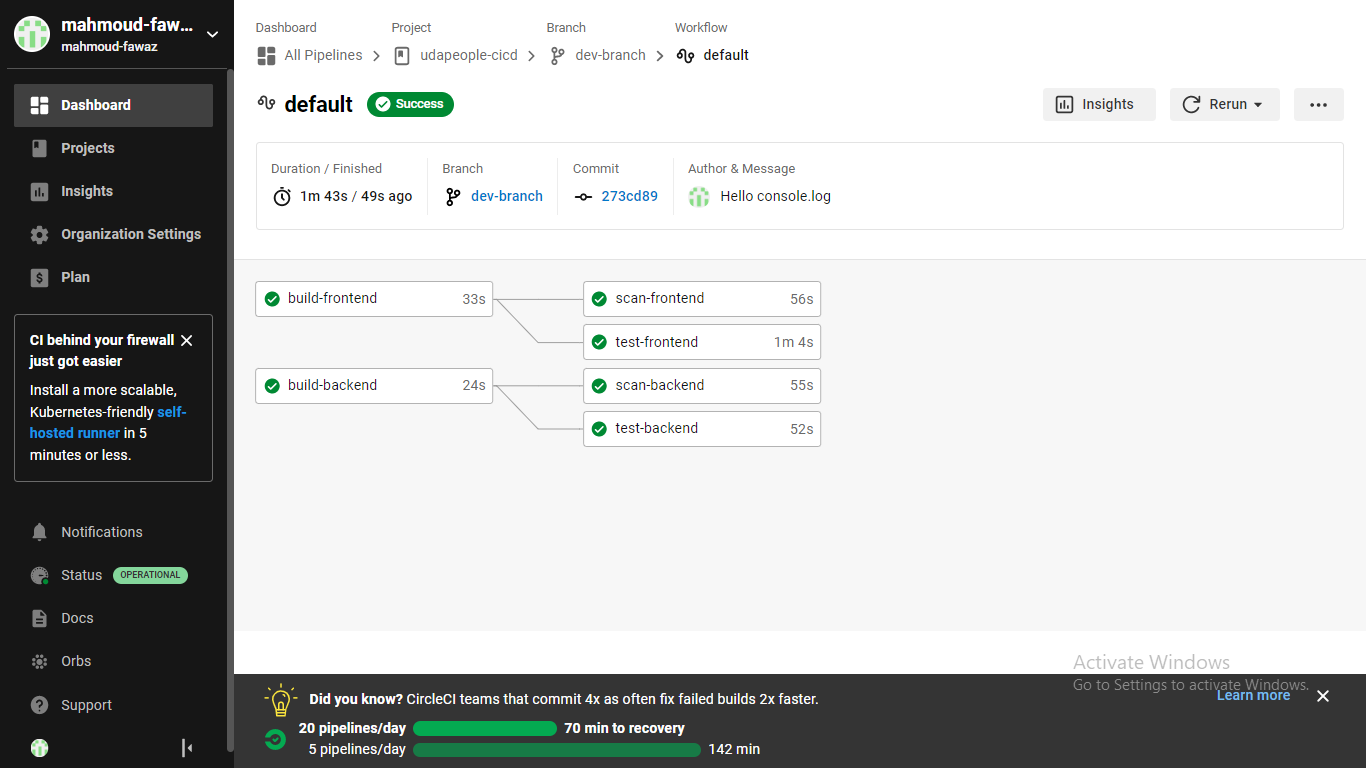 mahmoud-faw...
mahmoud-fawaz
Dashboard
Projects
Insights
Organization Settings
Plan
CI behind your firewall
just got easier
Install a more scalable,
Kubernetes-friendly self-
hosted runner in 5
minutes or less.
Notifications
Status OPERATIONAL
Docs
Orbs
Support
Dashboard Project Branch Workflow
All Pipelines udapeople-cicd dev-branch default
default Success
Insights Rerun
Duration / Finished Branch Commit Author & Message
1m 43s / 49s ago dev-branch 273cd89 Hello console.log
build-frontend 33s scan-frontend 56s
test-frontend 1m 4s
build-backend 24s scan-backend 55s
test-backend 52s
Activate Windows
Go to Settings to activate Windows.
Did you know? CircleCI teams that commit 4x as often fix failed builds 2x faster.
Learn more
20 pipelines/day 70 min to recovery
5 pipelines/day 142 min